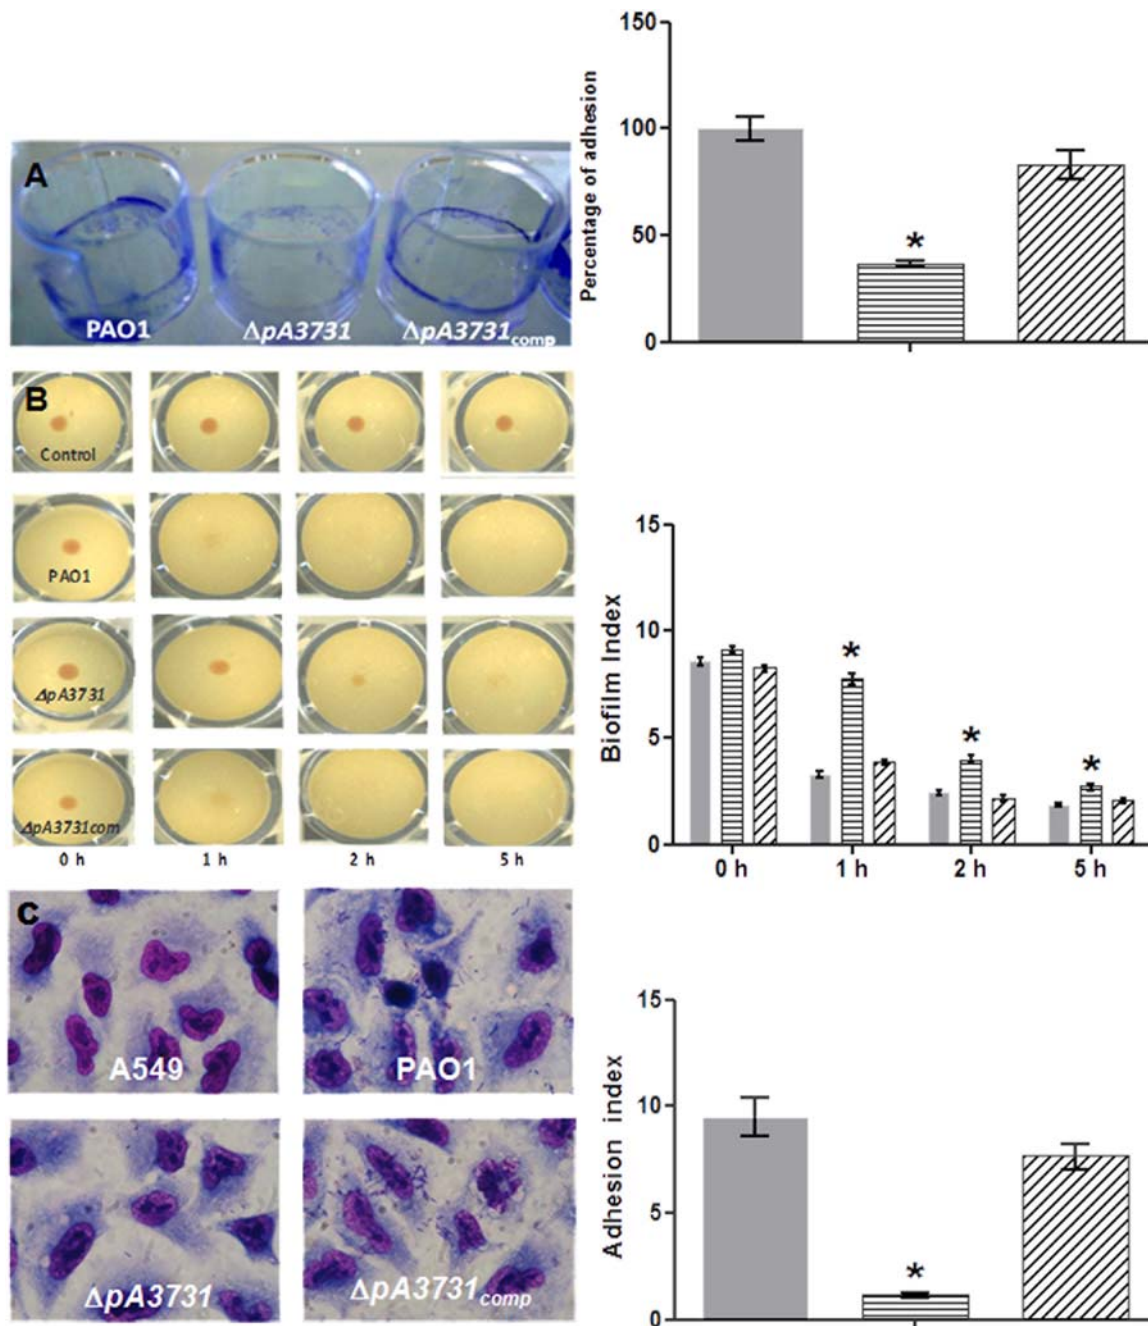 A
PAO1
ΔpA3731
ΔpA3731comp
Percentage of adhesion
150
100
50
0
*
B
Control
PAO1
ΔpA3731
ΔpA3731com
0 h
1 h
2 h
5 h
Biofilm Index
15
10
5
0
*
*
*
0 h
1 h
2 h
5 h
C
A549
PAO1
ΔpA3731
ΔpA3731comp
Adhesion index
15
10
5
0
*